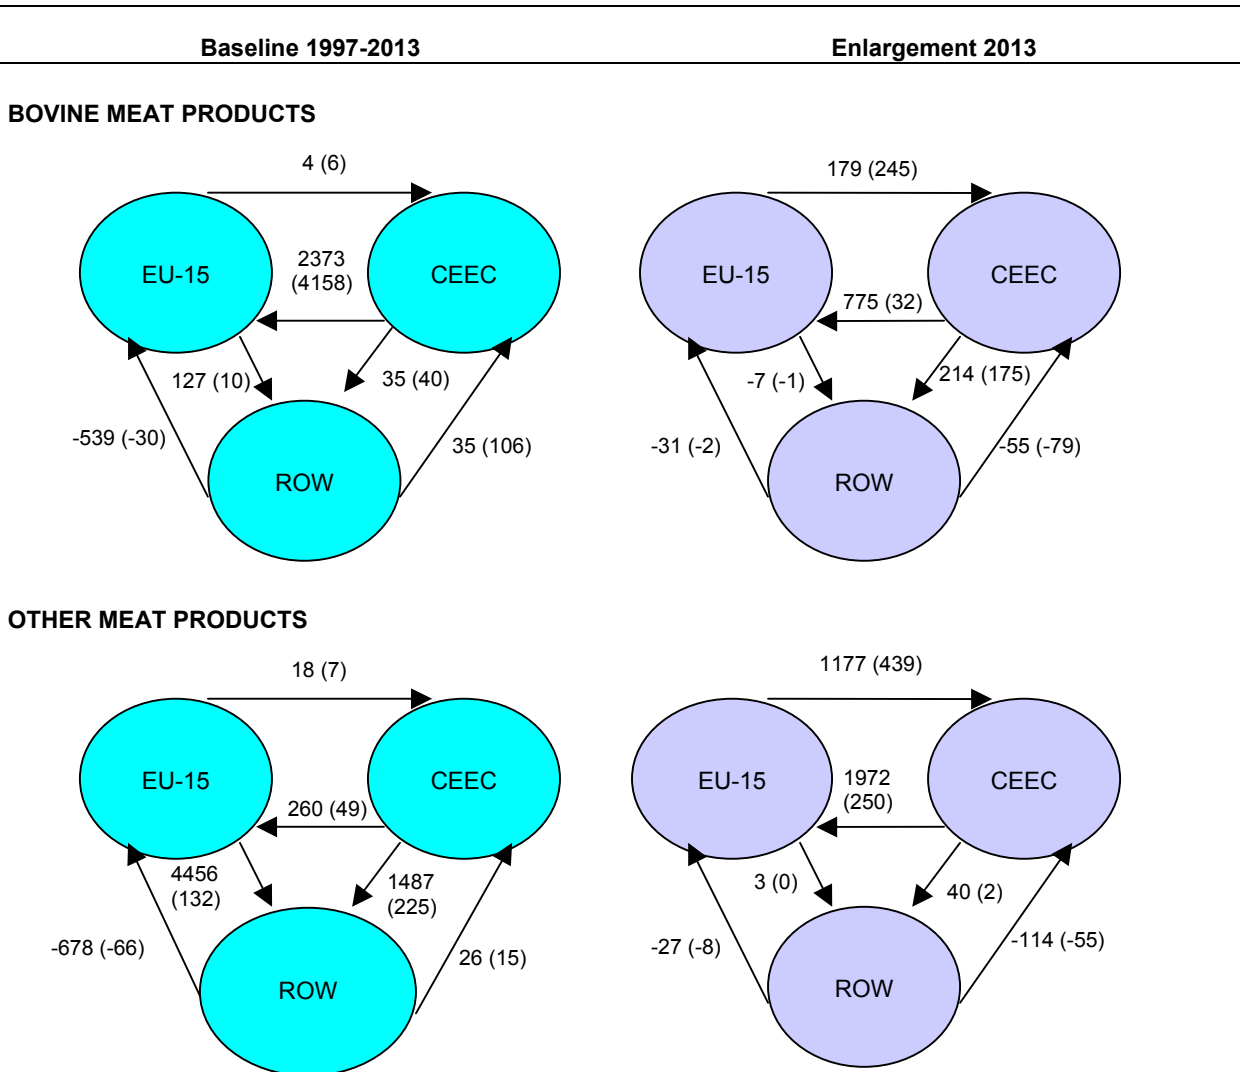 Baseline 1997-2013
Enlargement 2013
BOVINE MEAT PRODUCTS
4 (6)
179 (245)
EU-15
2373
(4158)
CEEC
EU-15
CEEC
775 (32)
127 (10)
35 (40)
-7 (-1)
214 (175)
-539 (-30)
35 (106)
-31 (-2)
-55 (-79)
ROW
ROW
OTHER MEAT PRODUCTS
18 (7)
1177 (439)
EU-15
CEEC
EU-15
1972
(250)
CEEC
260 (49)
4456
(132)
1487
(225)
3 (0)
40 (2)
-678 (-66)
26 (15)
-27 (-8)
-114 (-55)
ROW
ROW